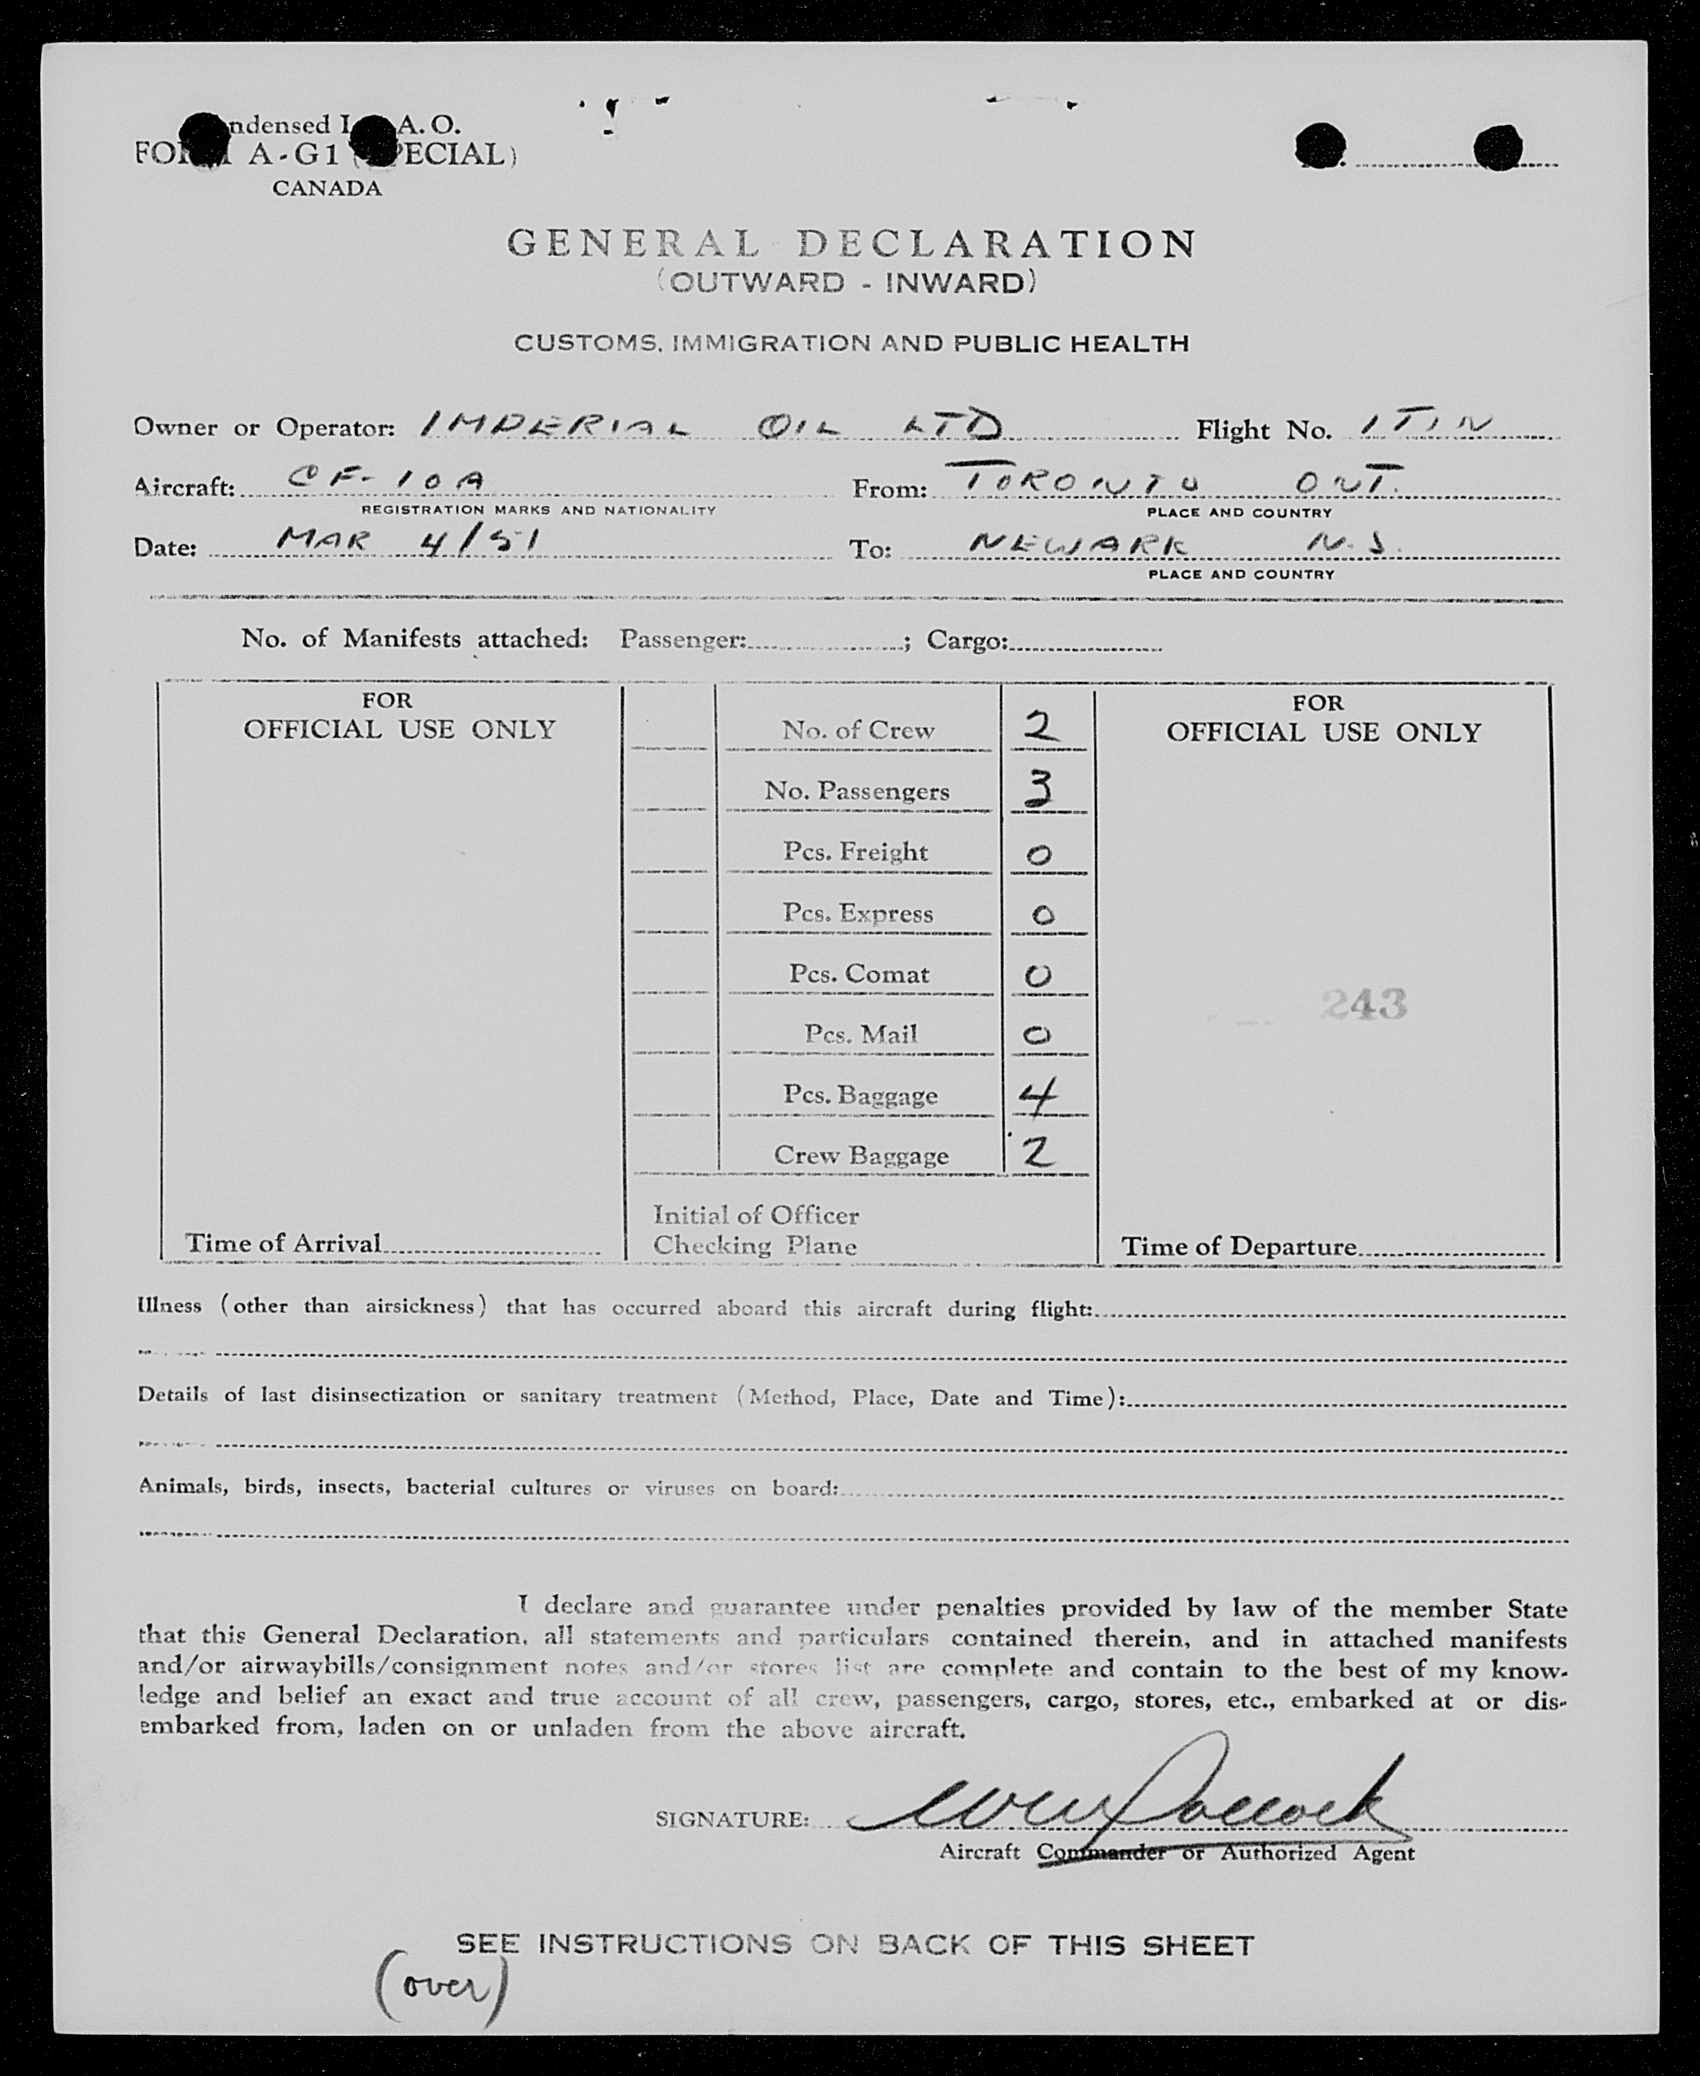 ndensed I A. O.
FO A-G1 ( PECIAL)
CANADA
GENERAL DECLARATION
(OUTWARD - INWARD)
CUSTOMS, IMMIGRATION AND PUBLIC HEALTH
Owner or Operator: IMPERIAL OIL LTD Flight No. ITIN
Aircraft: CF-10A From: TORONTO ONT.
REGISTRATION MARKS AND NATIONALITY PLACE AND COUNTRY
Date: MAR 4/51 To: NEWARK N.J.
PLACE AND COUNTRY
No. of Manifests attached: Passenger: ; Cargo:
FOR
OFFICIAL USE ONLY
No. of Crew 2
No. Passengers 3
Pcs. Freight 0
Pcs. Express 0
Pcs. Comat 0
Pcs. Mail 0
Pcs. Baggage 4
Crew Baggage 2
FOR
OFFICIAL USE ONLY
243
Time of Arrival
Initial of Officer
Checking Plane
Time of Departure
Illness (other than airsickness) that has occurred aboard this aircraft during flight:
Details of last disinsectization or sanitary treatment (Method, Place, Date and Time):
Animals, birds, insects, bacterial cultures or viruses on board:
I declare and guarantee under penalties provided by law of the member State
that this General Declaration, all statements and particulars contained therein, and in attached manifests
and/or airwaybills/consignment notes and/or stores list are complete and contain to the best of my know-
ledge and belief an exact and true account of all crew, passengers, cargo, stores, etc., embarked at or dis-
embarked from, laden on or unladen from the above aircraft.
SIGNATURE:
Aircraft Commander or Authorized Agent
SEE INSTRUCTIONS ON BACK OF THIS SHEET
(over)